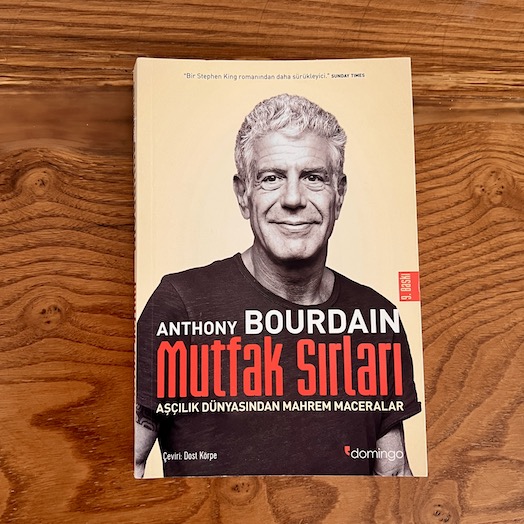 "Bir Stephen King romanından daha sürükleyici." SUNDAY TIMES
9. BASKI
ANTHONY BOURDAIN
Mutfak Sırları
AŞÇILIK DÜNYASINDAN MAHREM MACERALAR
Çeviri: Dost Körpe
domingo